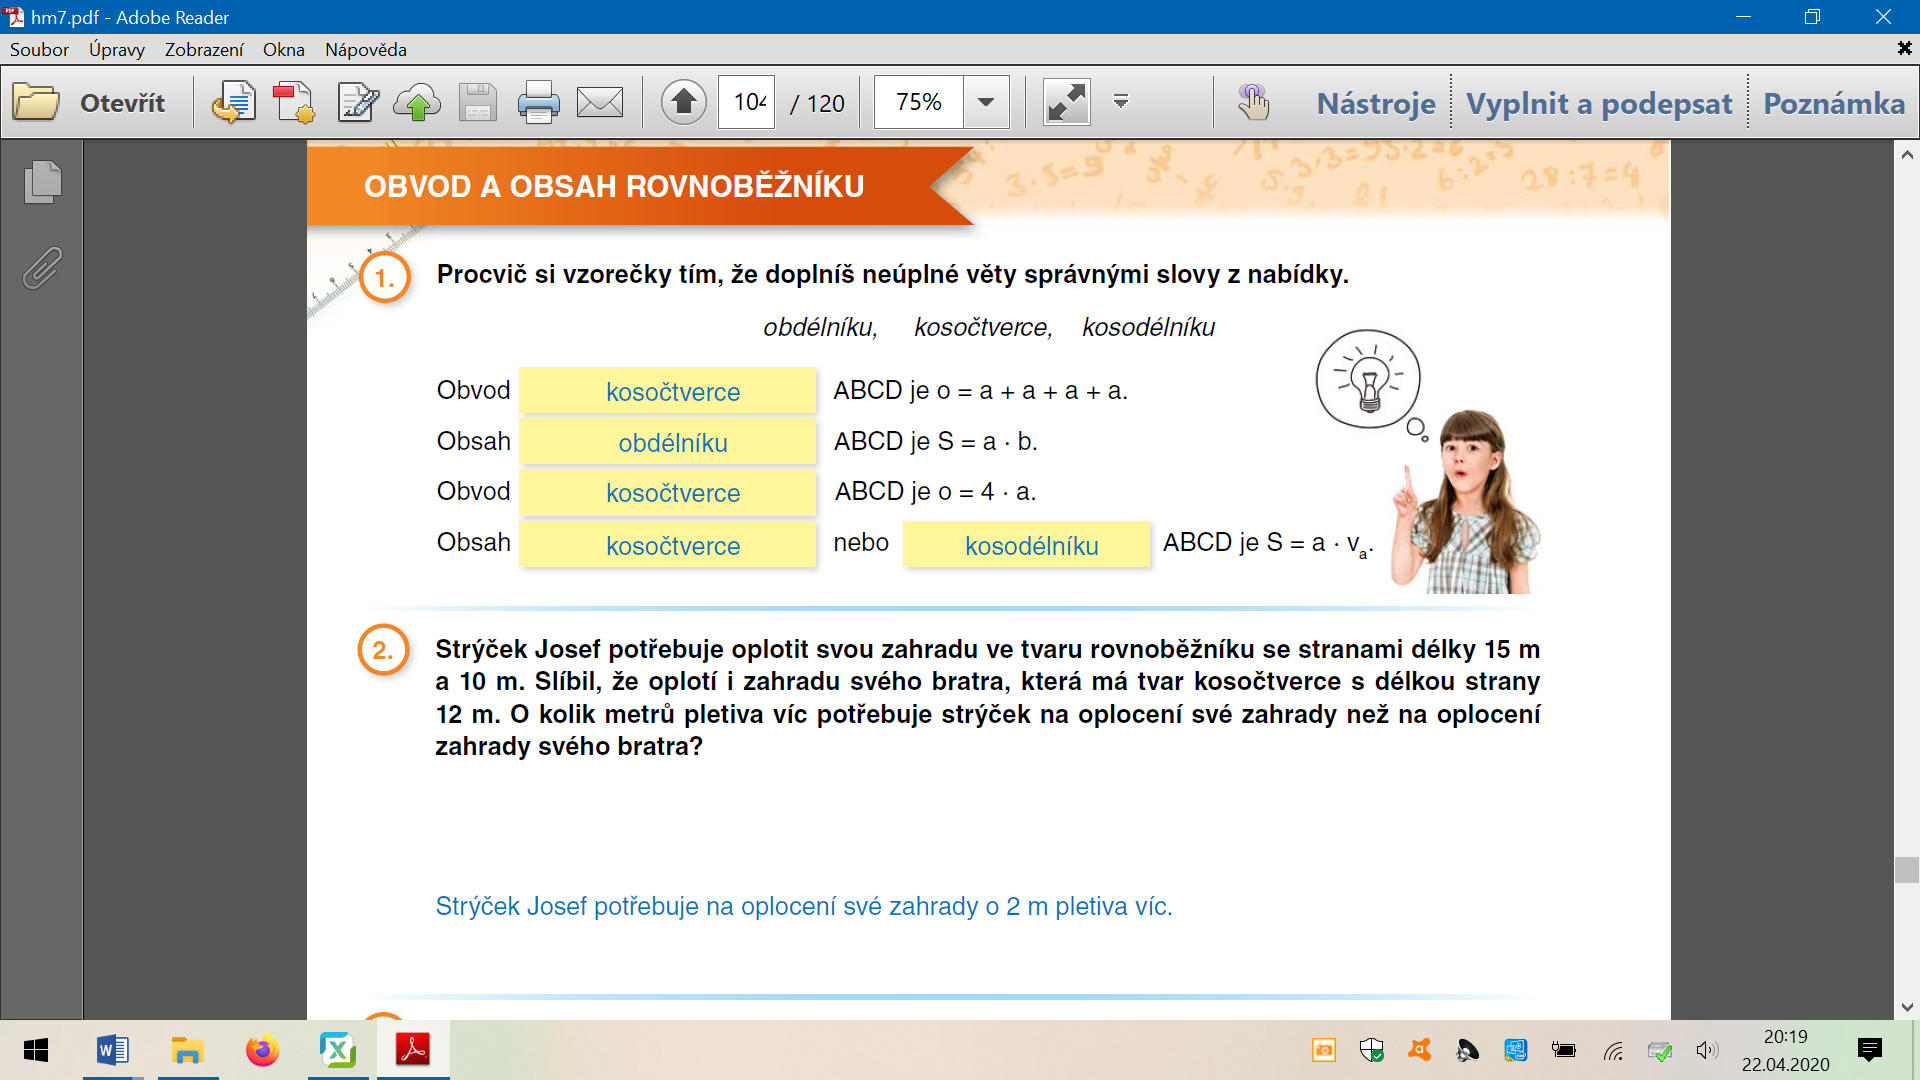 hm7.pdf - Adobe Reader
Soubor Úpravy Zobrazení Okna Nápověda
Otevřít 104 / 120 75% Nástroje Vyplnit a podepsat Poznámka
OBVOD A OBSAH ROVNOBĚŽNÍKU
1. Procvič si vzorečky tím, že doplníš neúplné věty správnými slovy z nabídky.
obdélníku, kosočtverce, kosodélníku
Obvod kosočtverce ABCD je o = a + a + a + a.
Obsah obdélníku ABCD je S = a · b.
Obvod kosočtverce ABCD je o = 4 · a.
Obsah kosočtverce nebo kosodélníku ABCD je S = a · vₐ.
2. Strýček Josef potřebuje oplotit svou zahradu ve tvaru rovnoběžníku se stranami délky 15 m
a 10 m. Slíbil, že oplotí i zahradu svého bratra, která má tvar kosočtverce s délkou strany
12 m. O kolik metrů pletiva víc potřebuje strýček na oplocení své zahrady než na oplocení
zahrady svého bratra?
Strýček Josef potřebuje na oplocení své zahrady o 2 m pletiva víc.
20:19
22.04.2020